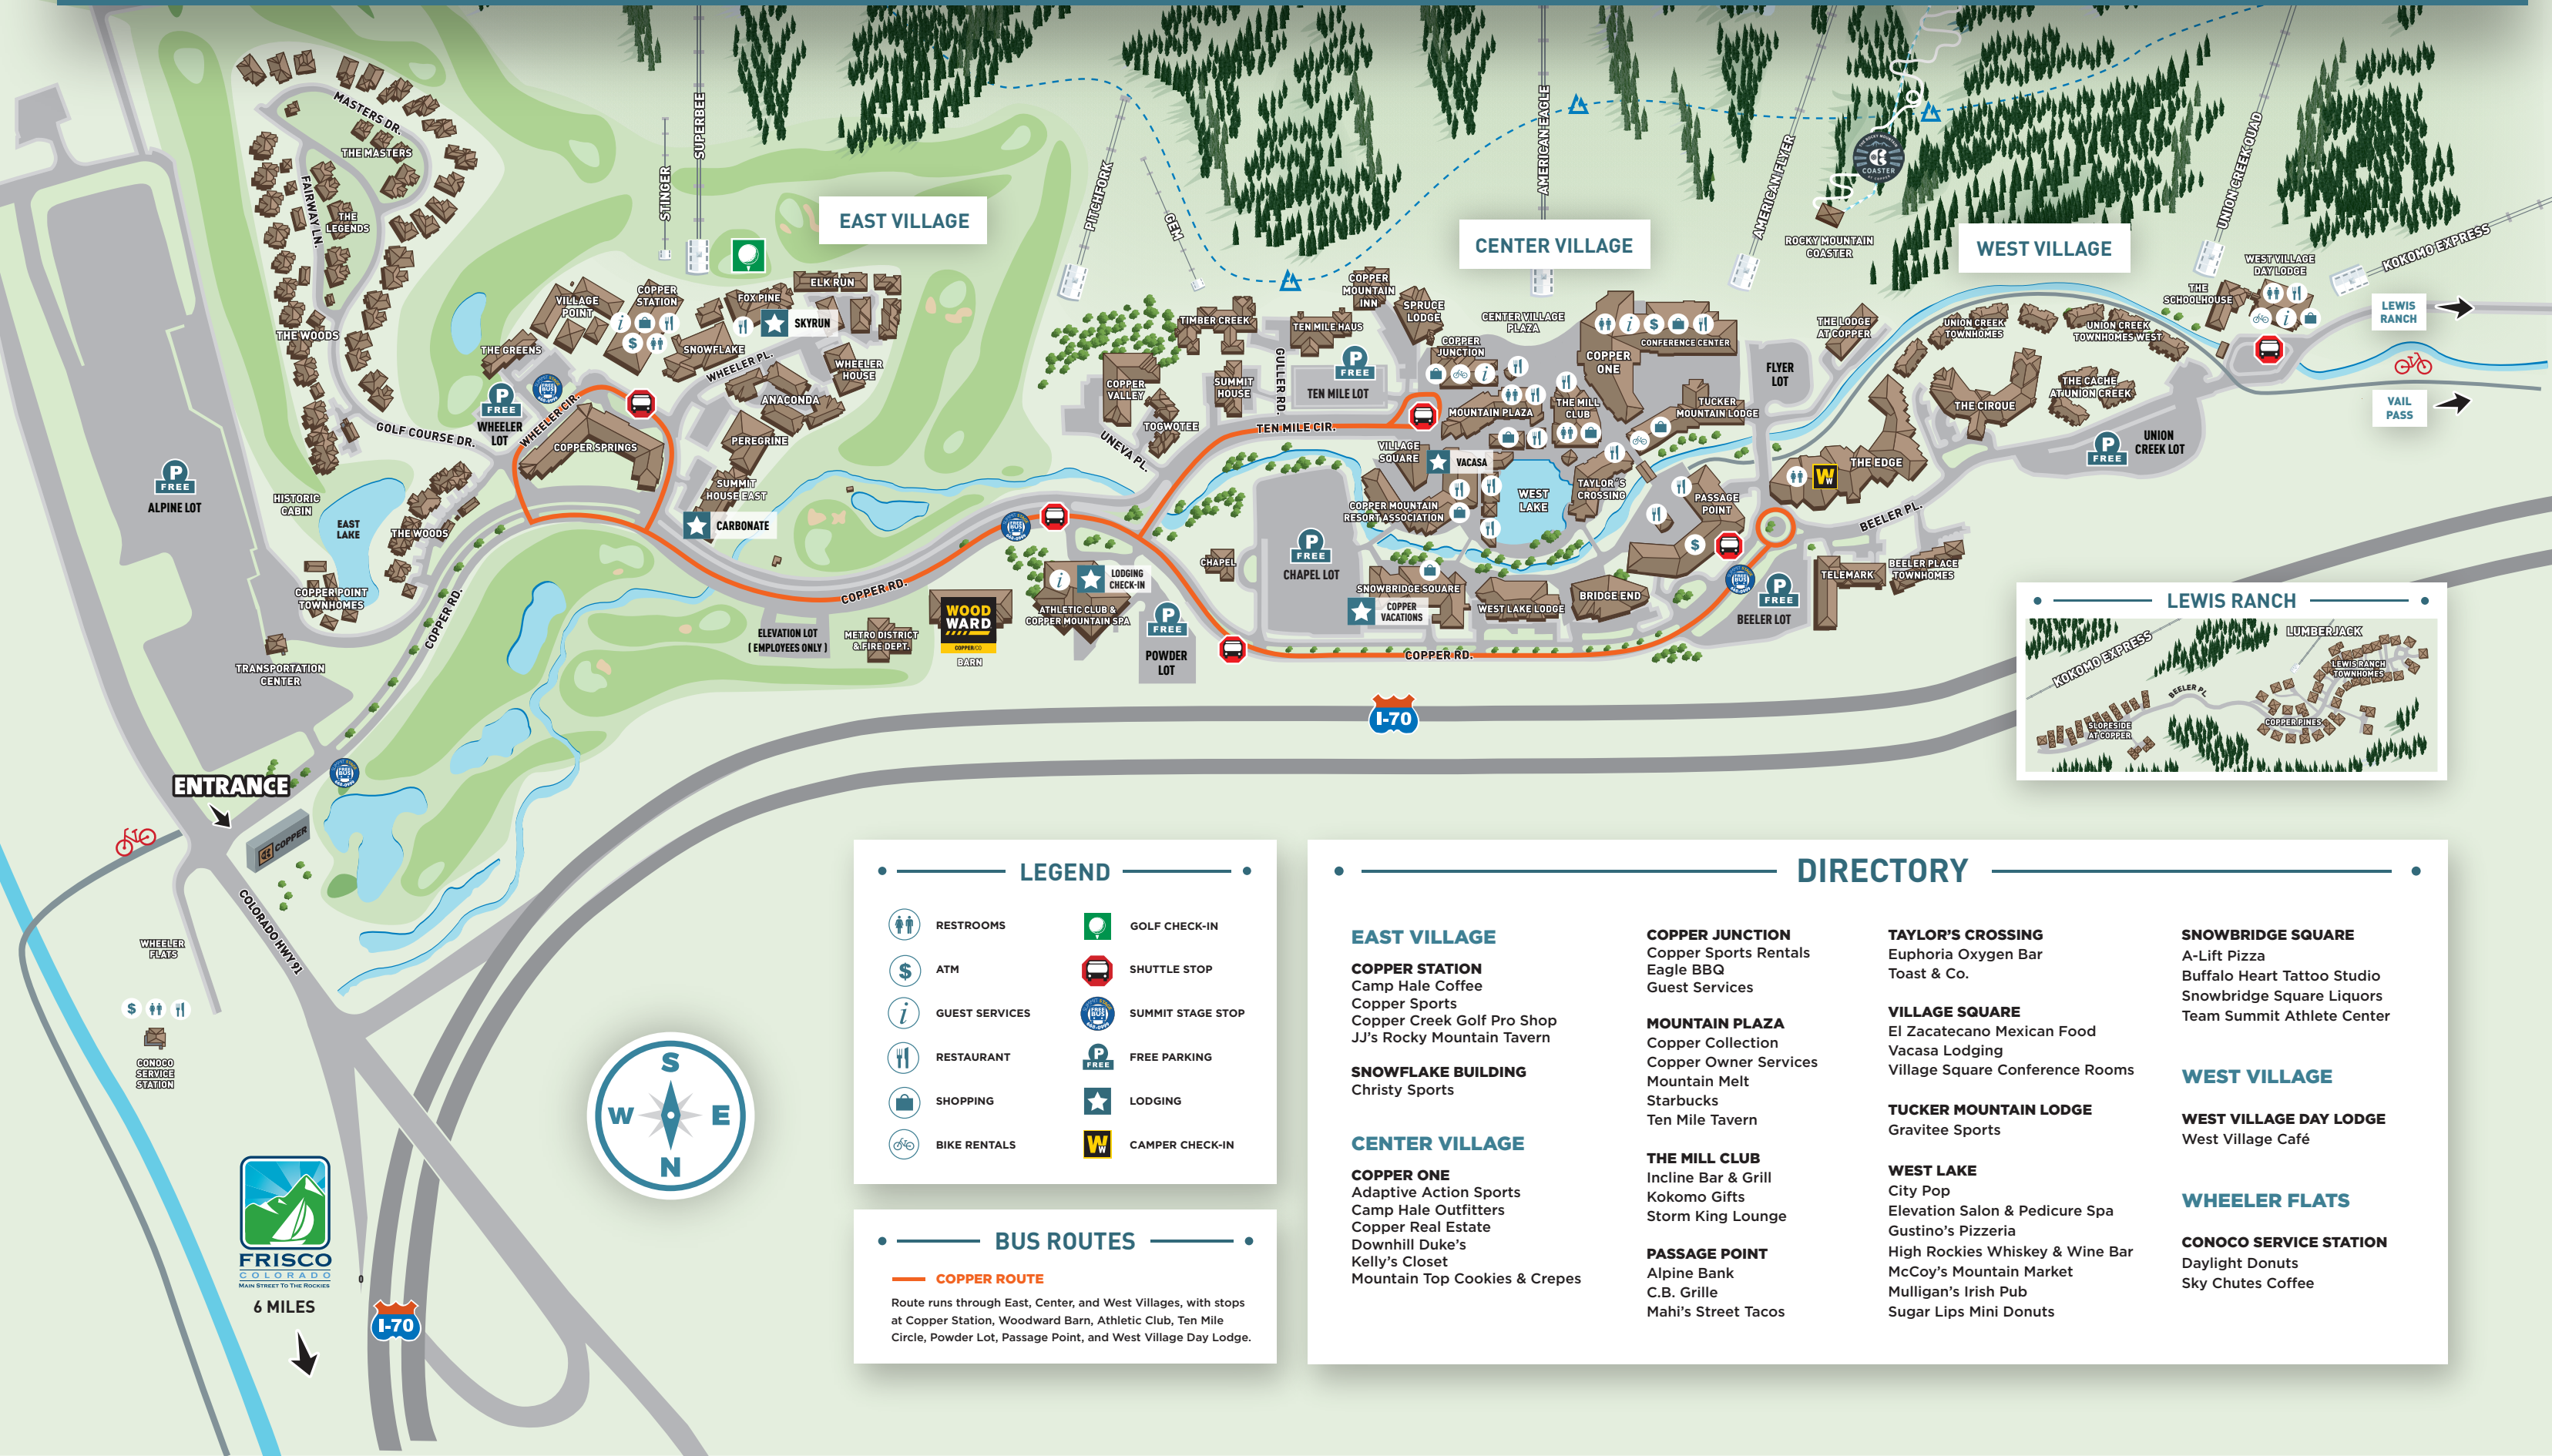 MASTERS DR.
THE MASTERS
FAIRWAY LN.
THE
LEGENDS
THE WOODS
STINGER
SUPERBEE
EAST VILLAGE
PITCHFORK
GEM
AMERICAN EAGLE
CENTER VILLAGE
AMERICAN FLYER
COASTER
ROCKY MOUNTAIN
COASTER
WEST VILLAGE
UNION CREEK QUAD
KOKOMO EXPRESS
WEST VILLAGE
DAY LODGE
THE
SCHOOLHOUSE
LEWIS
RANCH
VAIL
PASS
VILLAGE
POINT
COPPER
STATION
FOX PINE
ELK RUN
SKYRUN
THE GREENS
SNOWFLAKE
WHEELER PL.
WHEELER
HOUSE
ANACONDA
PEREGRINE
P
FREE
WHEELER
LOT
WHEELER CIR.
COPPER SPRINGS
GOLF COURSE DR.
SUMMIT
HOUSE EAST
CARBONATE
P
FREE
ALPINE LOT
HISTORIC
CABIN
EAST
LAKE
THE WOODS
COPPER POINT
TOWNHOMES
TRANSPORTATION
CENTER
COPPER RD.
ENTRANCE
COPPER
COLORADO HWY 91
WHEELER
FLATS
CONOCO
SERVICE
STATION
FRISCO
COLORADO
MAIN STREET TO THE ROCKIES
6 MILES
I-70
TIMBER CREEK
COPPER
VALLEY
TOGWOTEE
UNEVA PL.
SUMMIT
HOUSE
GULLER RD.
TEN MILE HAUS
COPPER
MOUNTAIN
INN
SPRUCE
LODGE
P
FREE
TEN MILE LOT
TEN MILE CIR.
CENTER VILLAGE
PLAZA
COPPER
JUNCTION
MOUNTAIN PLAZA
THE MILL
CLUB
COPPER
ONE
CONFERENCE CENTER
TUCKER
MOUNTAIN LODGE
FLYER
LOT
THE LODGE
AT COPPER
VILLAGE
SQUARE
VACASA
WEST
LAKE
TAYLOR'S
CROSSING
COPPER MOUNTAIN
RESORT ASSOCIATION
PASSAGE
POINT
THE EDGE
W
UNION CREEK
TOWNHOMES
UNION CREEK
TOWNHOMES WEST
THE CIRQUE
THE CACHE
AT UNION CREEK
P
FREE
UNION
CREEK LOT
BEELER PL.
TELEMARK
BEELER PLACE
TOWNHOMES
P
FREE
BEELER LOT
P
FREE
CHAPEL LOT
CHAPEL
SNOWBRIDGE SQUARE
COPPER
VACATIONS
WEST LAKE LODGE
BRIDGE END
COPPER RD.
COPPER RD.
ELEVATION LOT
( EMPLOYEES ONLY )
METRO DISTRICT
& FIRE DEPT.
WOOD
WARD
COPPER CO
BARN
LODGING
CHECK-IN
ATHLETIC CLUB &
COPPER MOUNTAIN SPA
P
FREE
POWDER
LOT
I-70
LEWIS RANCH
KOKOMO EXPRESS
LUMBERJACK
LEWIS RANCH
TOWNHOMES
BEELER PL.
SLOPESIDE
AT COPPER
COPPER PINES
S
W
E
N
LEGEND
RESTROOMS
$
ATM
i
GUEST SERVICES
RESTAURANT
SHOPPING
BIKE RENTALS
GOLF CHECK-IN
SHUTTLE STOP
SUMMIT STAGE STOP
P
FREE
FREE PARKING
LODGING
W
CAMPER CHECK-IN
BUS ROUTES
COPPER ROUTE
Route runs through East, Center, and West Villages, with stops
at Copper Station, Woodward Barn, Athletic Club, Ten Mile
Circle, Powder Lot, Passage Point, and West Village Day Lodge.
DIRECTORY
EAST VILLAGE
COPPER STATION
Camp Hale Coffee
Copper Sports
Copper Creek Golf Pro Shop
JJ's Rocky Mountain Tavern
SNOWFLAKE BUILDING
Christy Sports
CENTER VILLAGE
COPPER ONE
Adaptive Action Sports
Camp Hale Outfitters
Copper Real Estate
Downhill Duke's
Kelly's Closet
Mountain Top Cookies & Crepes
COPPER JUNCTION
Copper Sports Rentals
Eagle BBQ
Guest Services
MOUNTAIN PLAZA
Copper Collection
Copper Owner Services
Mountain Melt
Starbucks
Ten Mile Tavern
THE MILL CLUB
Incline Bar & Grill
Kokomo Gifts
Storm King Lounge
PASSAGE POINT
Alpine Bank
C.B. Grille
Mahi's Street Tacos
TAYLOR'S CROSSING
Euphoria Oxygen Bar
Toast & Co.
VILLAGE SQUARE
El Zacatecano Mexican Food
Vacasa Lodging
Village Square Conference Rooms
TUCKER MOUNTAIN LODGE
Gravitee Sports
WEST LAKE
City Pop
Elevation Salon & Pedicure Spa
Gustino's Pizzeria
High Rockies Whiskey & Wine Bar
McCoy's Mountain Market
Mulligan's Irish Pub
Sugar Lips Mini Donuts
SNOWBRIDGE SQUARE
A-Lift Pizza
Buffalo Heart Tattoo Studio
Snowbridge Square Liquors
Team Summit Athlete Center
WEST VILLAGE
WEST VILLAGE DAY LODGE
West Village Café
WHEELER FLATS
CONOCO SERVICE STATION
Daylight Donuts
Sky Chutes Coffee